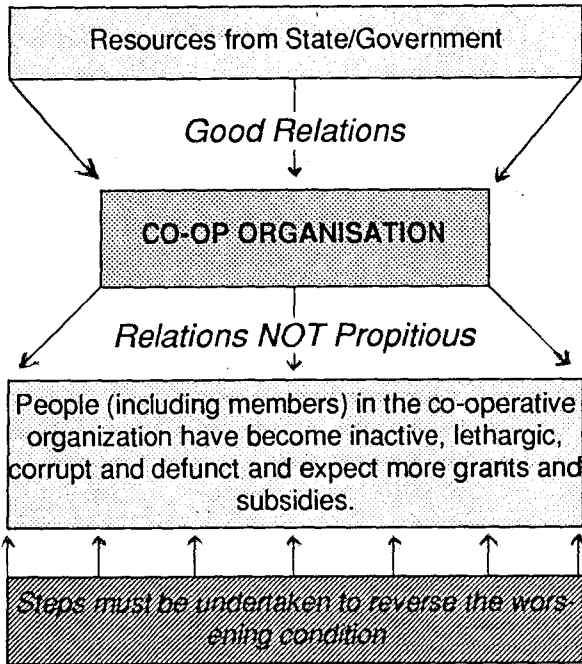 Resources from State/Government
Good Relations
CO-OP ORGANISATION
Relations NOT Propitious
People (including members) in the co-operative
organization have become inactive, lethargic,
corrupt and defunct and expect more grants and
subsidies.
Steps must be undertaken to reverse the wors-
ening condition